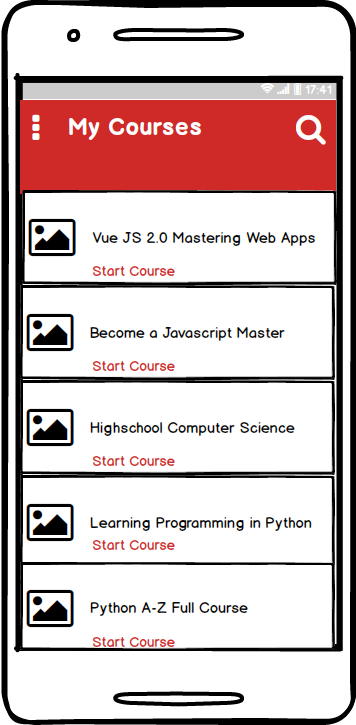 17:41
My Courses
Vue JS 2.0 Mastering Web Apps
Start Course
Become a Javascript Master
Start Course
Highschool Computer Science
Start Course
Learning Programming in Python
Start Course
Python A-Z Full Course
Start Course